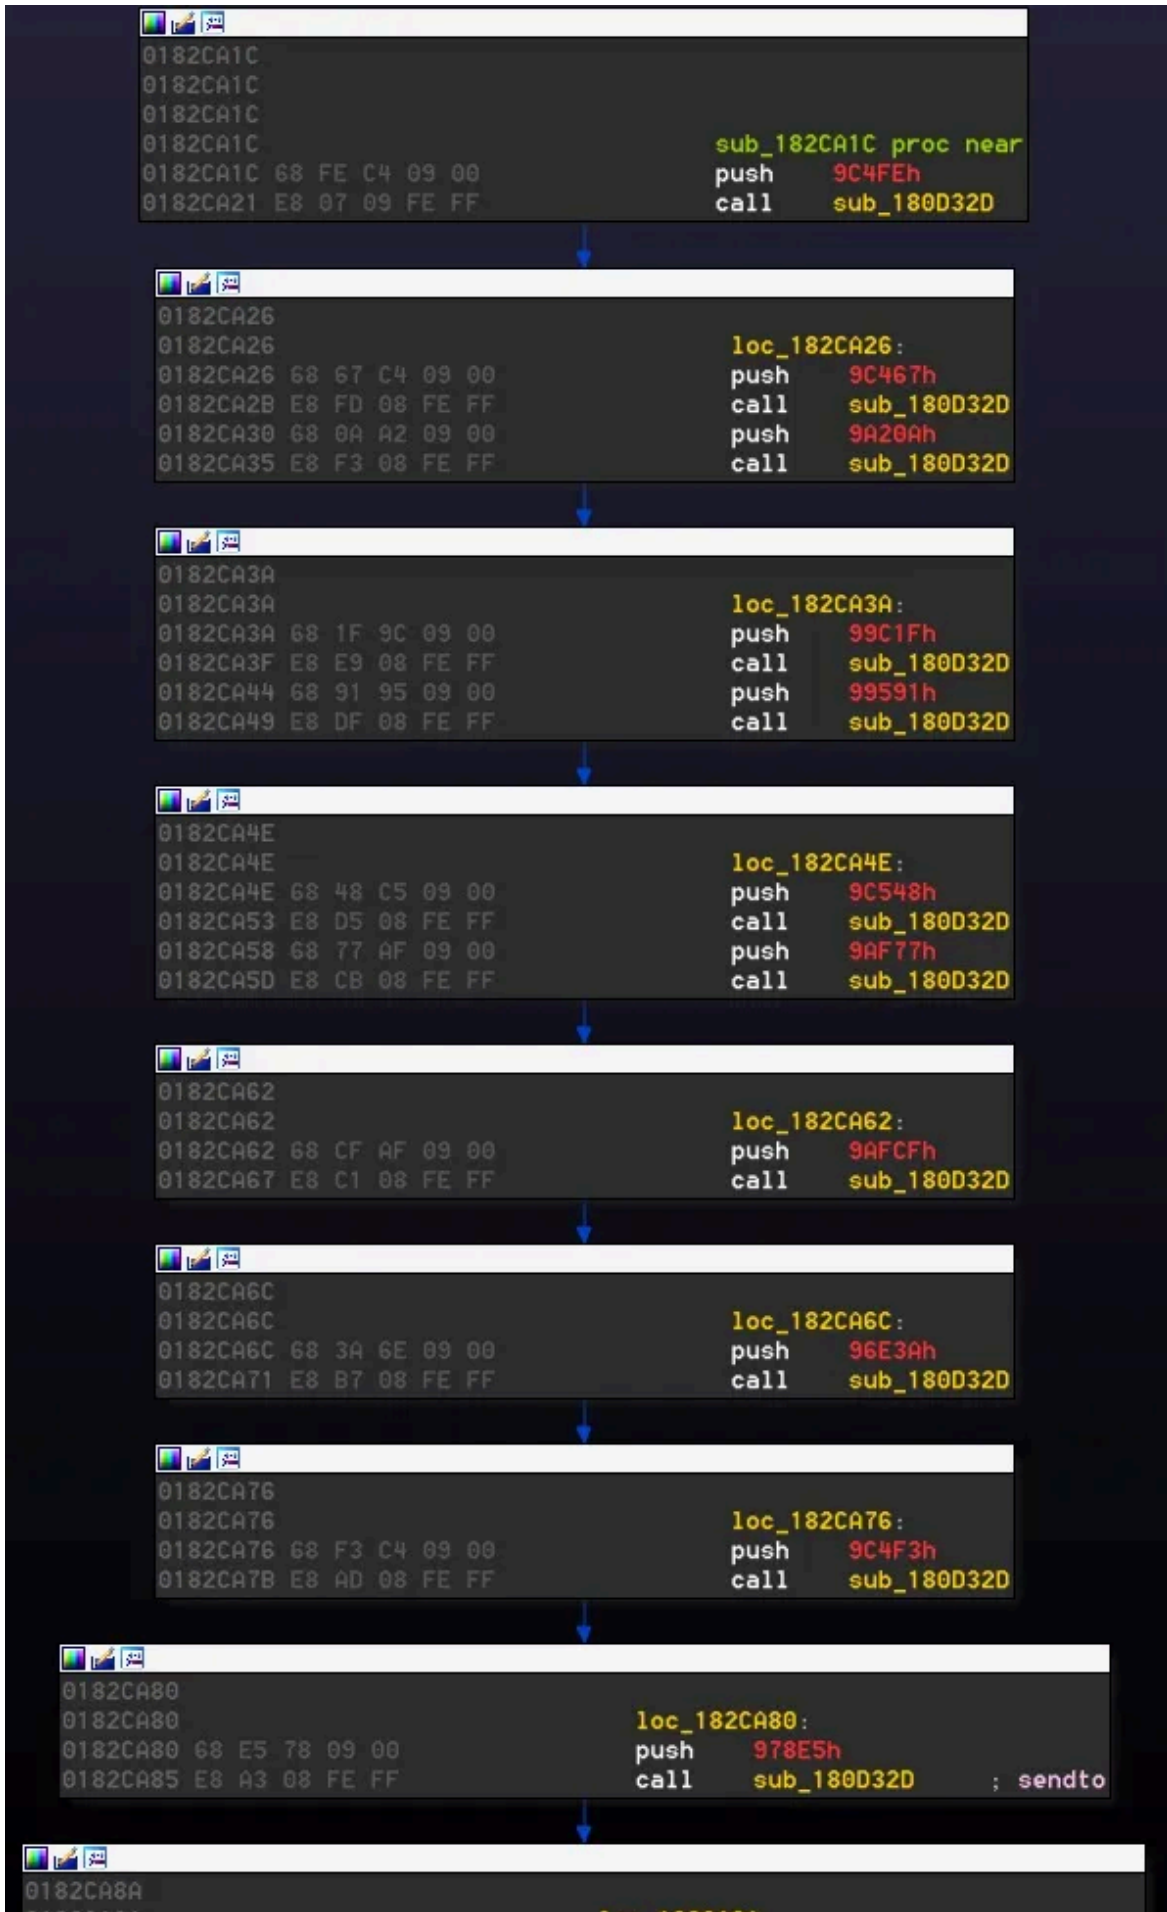 0182CA1C
0182CA1C
0182CA1C
0182CA1C sub_182CA1C proc near
0182CA1C 68 FE C4 09 00 push 9C4FEh
0182CA21 E8 07 09 FE FF call sub_180D32D
0182CA26
0182CA26 loc_182CA26:
0182CA26 68 67 C4 09 00 push 9C467h
0182CA2B E8 FD 08 FE FF call sub_180D32D
0182CA30 68 0A A2 09 00 push 9A20Ah
0182CA35 E8 F3 08 FE FF call sub_180D32D
0182CA3A
0182CA3A loc_182CA3A:
0182CA3A 68 1F 9C 09 00 push 99C1Fh
0182CA3F E8 E9 08 FE FF call sub_180D32D
0182CA44 68 91 95 09 00 push 99591h
0182CA49 E8 DF 08 FE FF call sub_180D32D
0182CA4E
0182CA4E loc_182CA4E:
0182CA4E 68 48 C5 09 00 push 9C548h
0182CA53 E8 D5 08 FE FF call sub_180D32D
0182CA58 68 77 AF 09 00 push 9AF77h
0182CA5D E8 CB 08 FE FF call sub_180D32D
0182CA62
0182CA62 loc_182CA62:
0182CA62 68 CF AF 09 00 push 9AFCFh
0182CA67 E8 C1 08 FE FF call sub_180D32D
0182CA6C
0182CA6C loc_182CA6C:
0182CA6C 68 3A 6E 09 00 push 96E3Ah
0182CA71 E8 B7 08 FE FF call sub_180D32D
0182CA76
0182CA76 loc_182CA76:
0182CA76 68 F3 C4 09 00 push 9C4F3h
0182CA7B E8 AD 08 FE FF call sub_180D32D
0182CA80
0182CA80 loc_182CA80:
0182CA80 68 E5 78 09 00 push 978E5h
0182CA85 E8 A3 08 FE FF call sub_180D32D ; sendto
0182CA8A